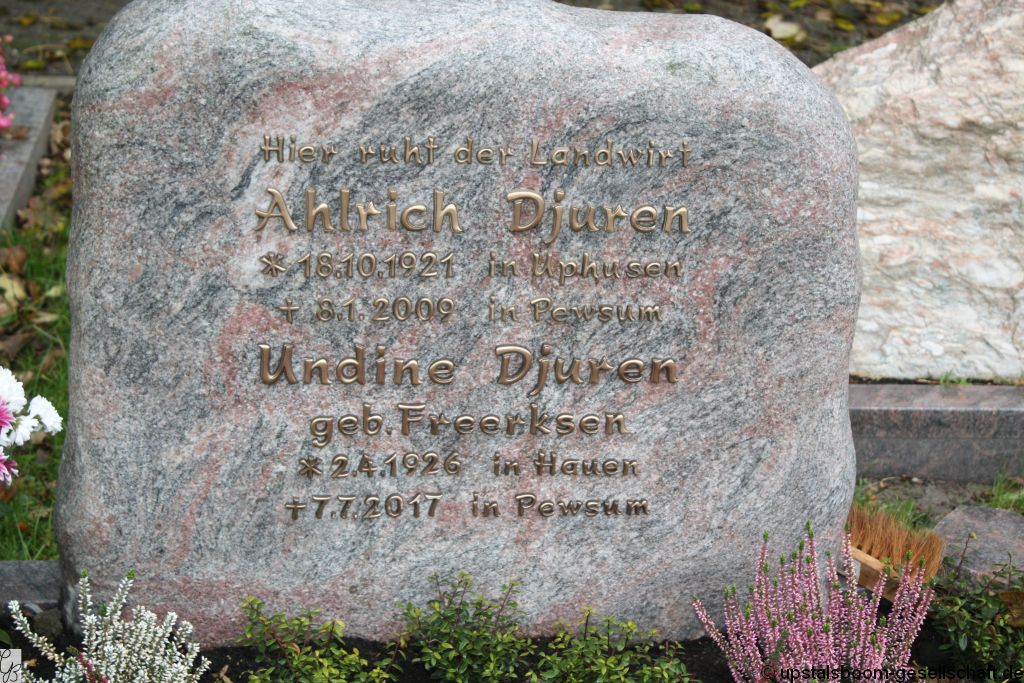 Hier ruht der Landwirt
Ahlrich Djuren
* 18.10.1921 in Uphusen
† 8.1.2009 in Pewsum
Undine Djuren
geb. Freerksen
* 2.4.1926 in Hauen
† 7.7.2017 in Pewsum
© upstalsboom-gesellschaft.de